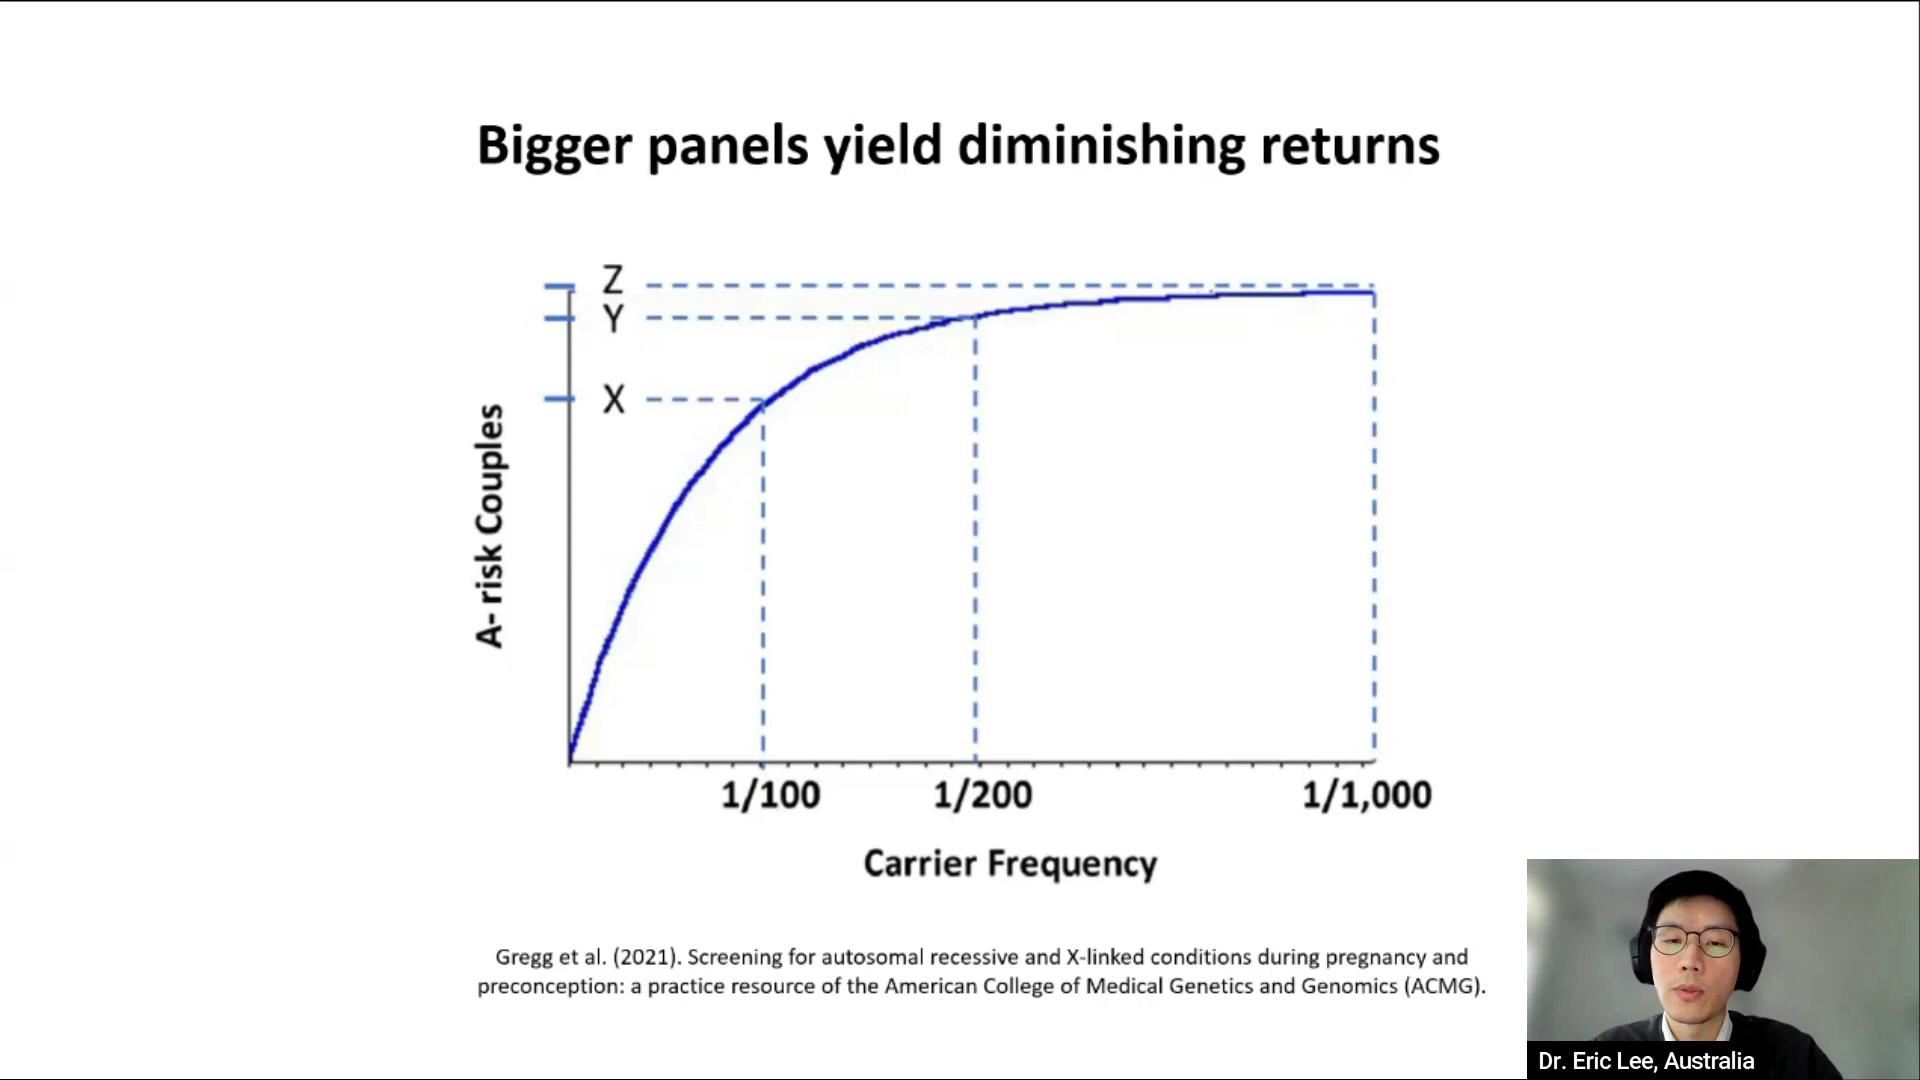 Bigger panels yield diminishing returns
Z
Y
X
A- risk Couples
1/100
1/200
1/1,000
Carrier Frequency
Gregg et al. (2021). Screening for autosomal recessive and X-linked conditions during pregnancy and
preconception: a practice resource of the American College of Medical Genetics and Genomics (ACMG).
Dr. Eric Lee, Australia